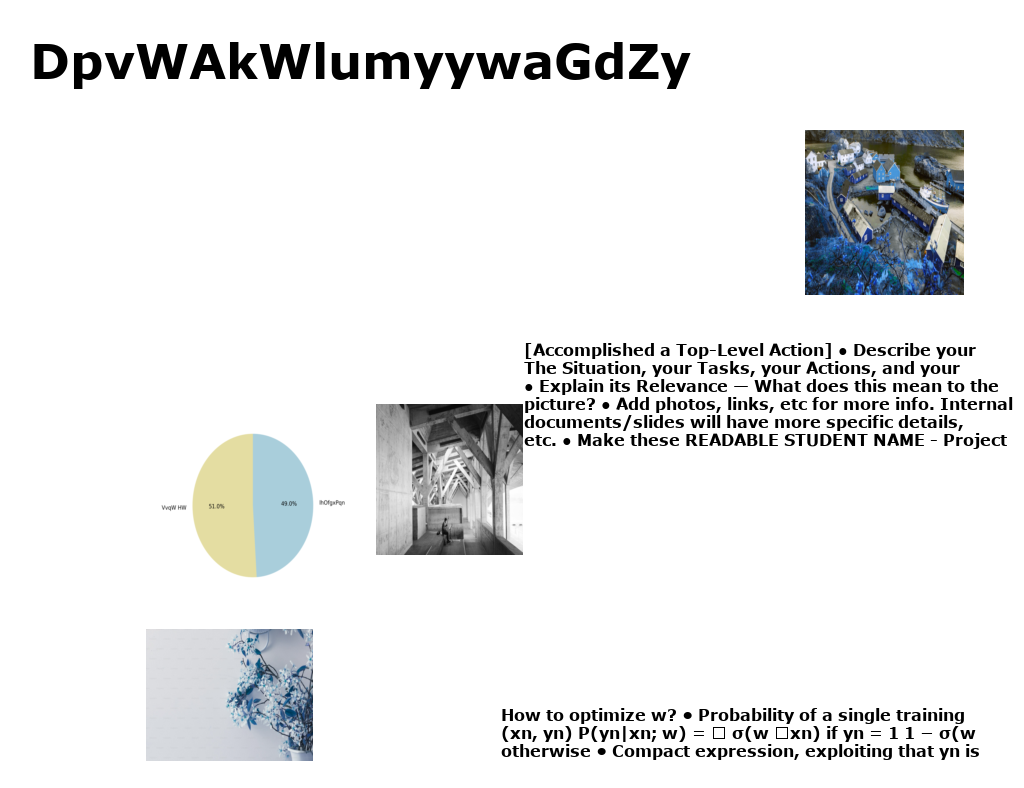 DpvWAkWlumyywaGdZy
[Accomplished a Top-Level Action] ● Describe your
The Situation, your Tasks, your Actions, and your
● Explain its Relevance — What does this mean to the
picture? ● Add photos, links, etc for more info. Internal
documents/slides will have more specific details,
etc. ● Make these READABLE STUDENT NAME - Project
VvqW HW
51.0%
49.0%
IhOfgxPqn
How to optimize w? ● Probability of a single training
(xn, yn) P(yn|xn; w) = □ σ(w □xn) if yn = 1 1 − σ(w
otherwise ● Compact expression, exploiting that yn is